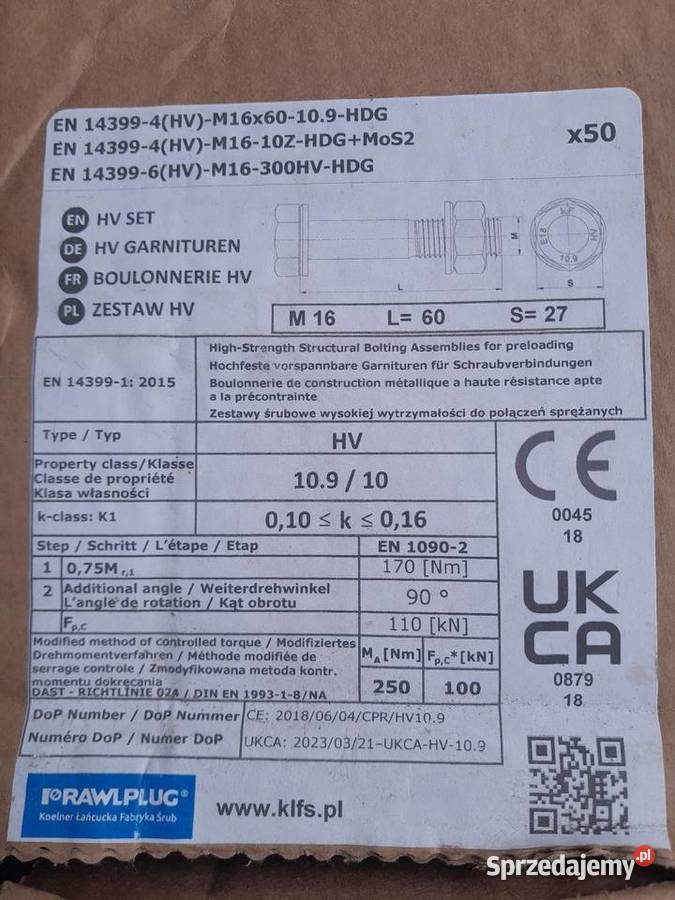 EN 14399-4(HV)-M16x60-10.9-HDG
EN 14399-4(HV)-M16-10Z-HDG+MoS2
EN 14399-6(HV)-M16-300HV-HDG
x50
EN HV SET
DE HV GARNITUREN
FR BOULONNERIE HV
PL ZESTAW HV
L
M
kŁF
E18
HV
10.9
S
M 16 L= 60 S= 27
EN 14399-1: 2015
High-Strength Structural Bolting Assemblies for preloading
Hochfeste vorspannbare Garnituren für Schraubverbindungen
Boulonnerie de construction métallique a haute résistance apte
a la précontrainte
Zestawy śrubowe wysokiej wytrzymałości do połączeń sprężanych
Type / Typ
HV
Property class/Klasse
Classe de propriété
Klasa własności
10.9 / 10
k-class: K1
0,10 ≤ k ≤ 0,16
Step / Schritt / L'étape / Etap
EN 1090-2
1 0,75M r,1
170 [Nm]
2 Additional angle / Weiterdrehwinkel
L'angle de rotation / Kąt obrotu
90 °
Fp,C
110 [kN]
Modified method of controlled torque / Modifiziertes
Drehmomentverfahren / Méthode modifiée de
serrage controle / Zmodyfikowana metoda kontr.
momentu dokręcania
DAST - RICHTLINIE 024 / DIN EN 1993-1-8/NA
MA[Nm] Fp,C*[kN]
250 100
DoP Number / DoP Nummer
Numéro DoP / Numer DoP
CE: 2018/06/04/CPR/HV10.9
UKCA: 2023/03/21-UKCA-HV-10.9
CE
0045
18
UK
CA
0879
18
RAWLPLUG®
Koelner Łańcucka Fabryka Śrub
www.klfs.pl
Sprzedajemy.pl